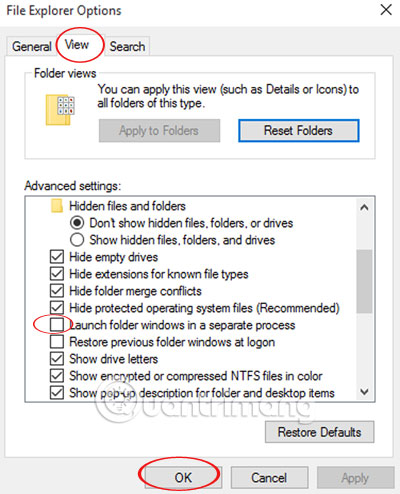 File Explorer Options
General View Search
Folder views
You can apply this view (such as Details or Icons) to
all folders of this type.
Apply to Folders Reset Folders
Advanced settings:
Hidden files and folders
Don't show hidden files, folders, or drives
Show hidden files, folders, and drives
Hide empty drives
Hide extensions for known file types
Hide folder merge conflicts
Hide protected operating system files (Recommended)
Launch folder windows in a separate process
Restore previous folder windows at logon
Show drive letters
Show encrypted or compressed NTFS files in color
Show pop-up description for folder and desktop items
Quantrimang
Restore Defaults
OK Cancel Apply